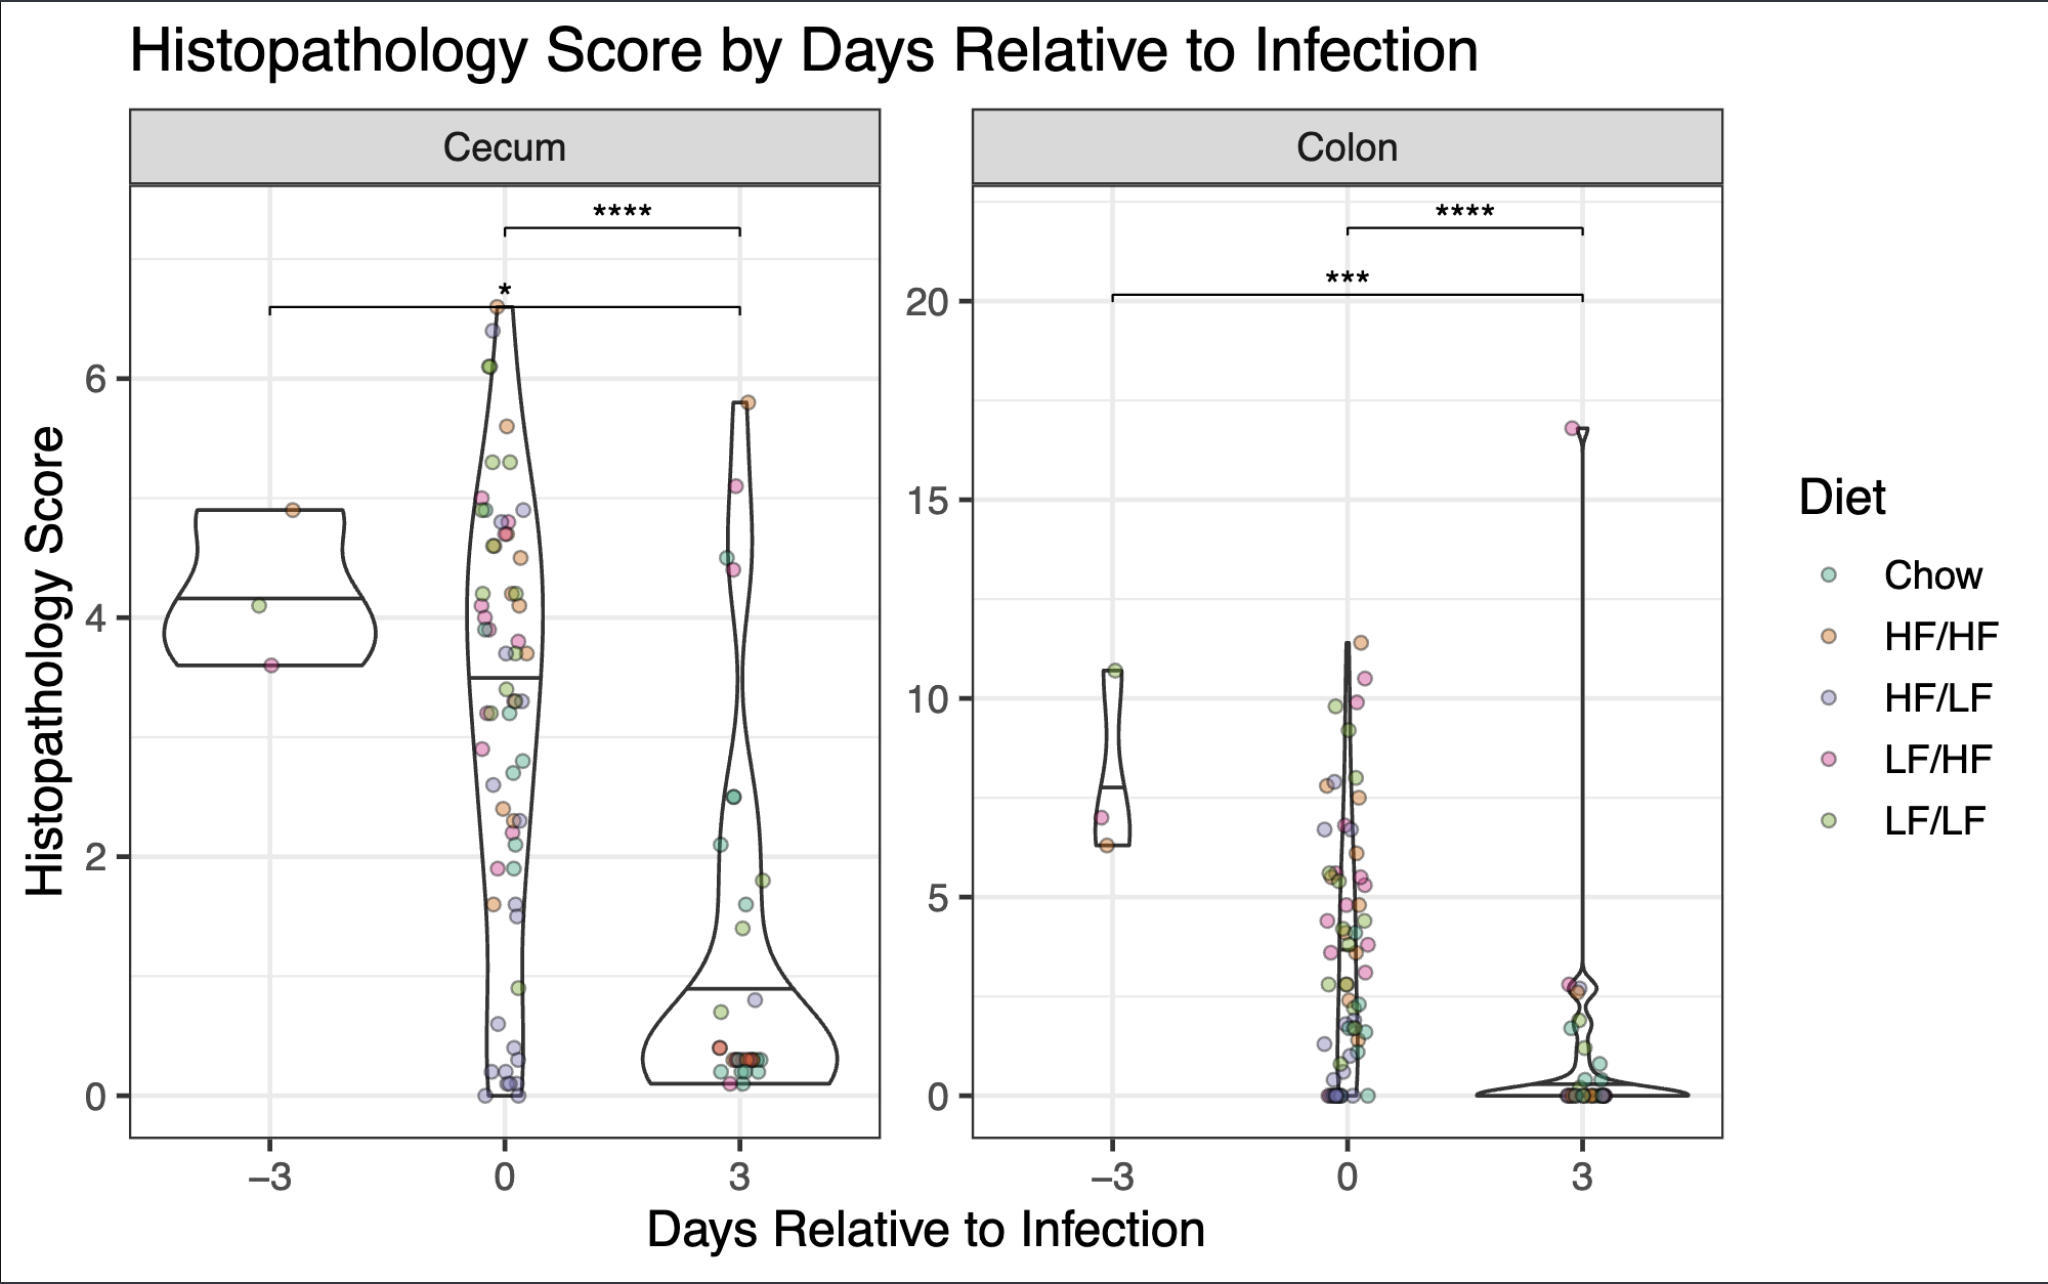 Histopathology Score by Days Relative to Infection
Cecum
Colon
****
*
****
***
Histopathology Score
6
4
2
0
20
15
10
5
0
−3
0
3
−3
0
3
Days Relative to Infection
Diet
Chow
HF/HF
HF/LF
LF/HF
LF/LF